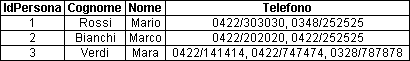 IdPersona Cognome Nome Telefono
1 Rossi Mario 0422/303030, 0348/252525
2 Bianchi Marco 0422/202020, 0422/252525
3 Verdi Mara 0422/141414, 0422/747474, 0328/787878